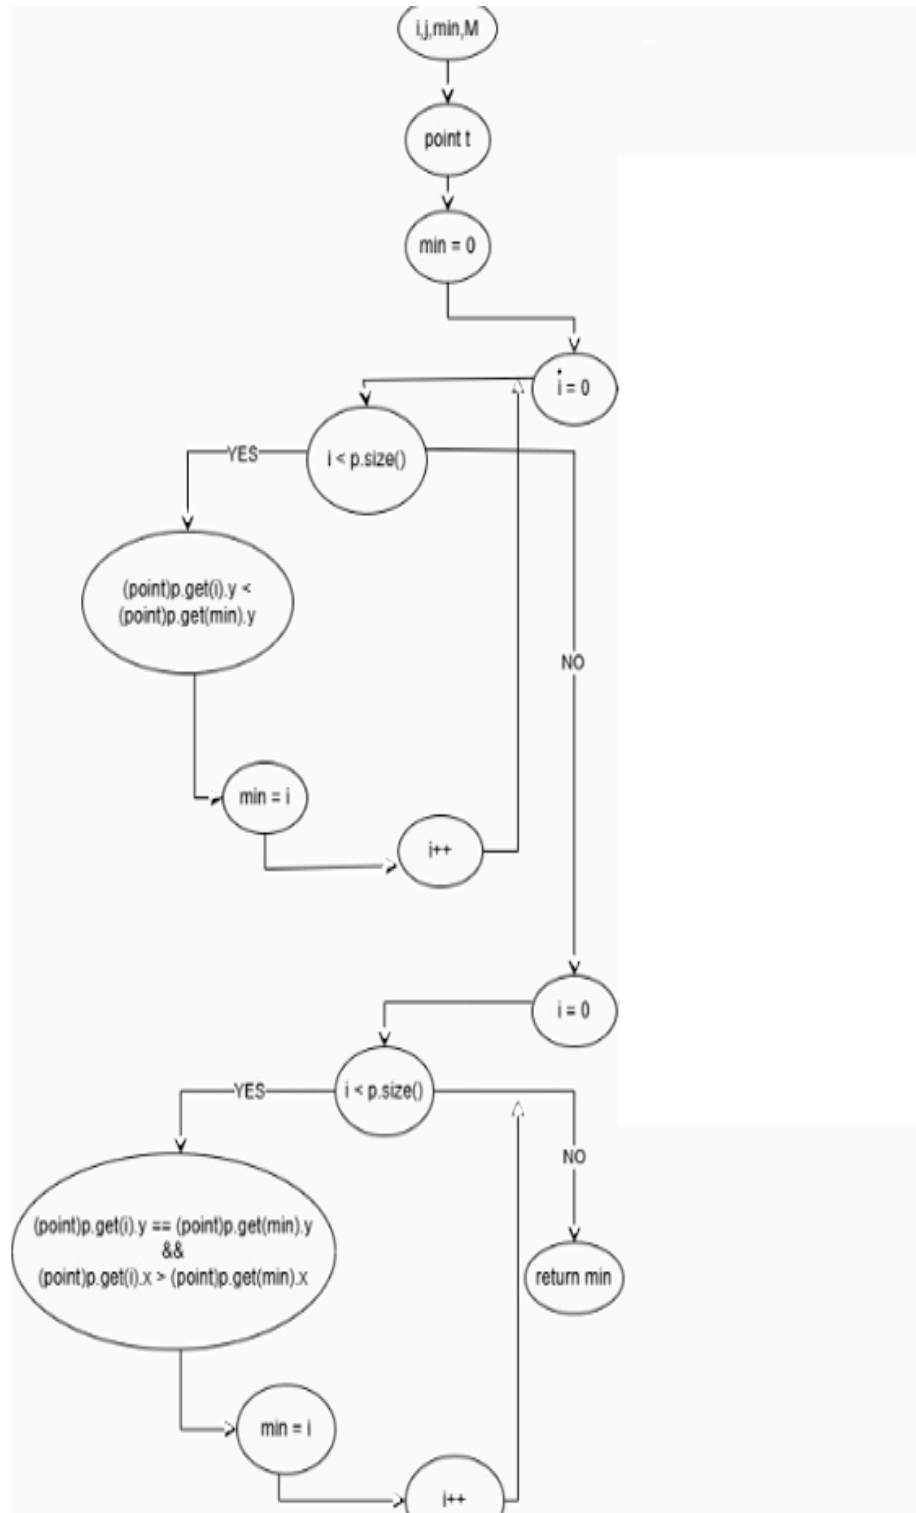 i,j,min,M
point t
min = 0
i = 0
i < p.size()
YES
(point)p.get(i).y <
(point)p.get(min).y
NO
min = i
i++
i = 0
i < p.size()
YES
NO
(point)p.get(i).y == (point)p.get(min).y
&&
(point)p.get(i).x > (point)p.get(min).x
return min
min = i
i++